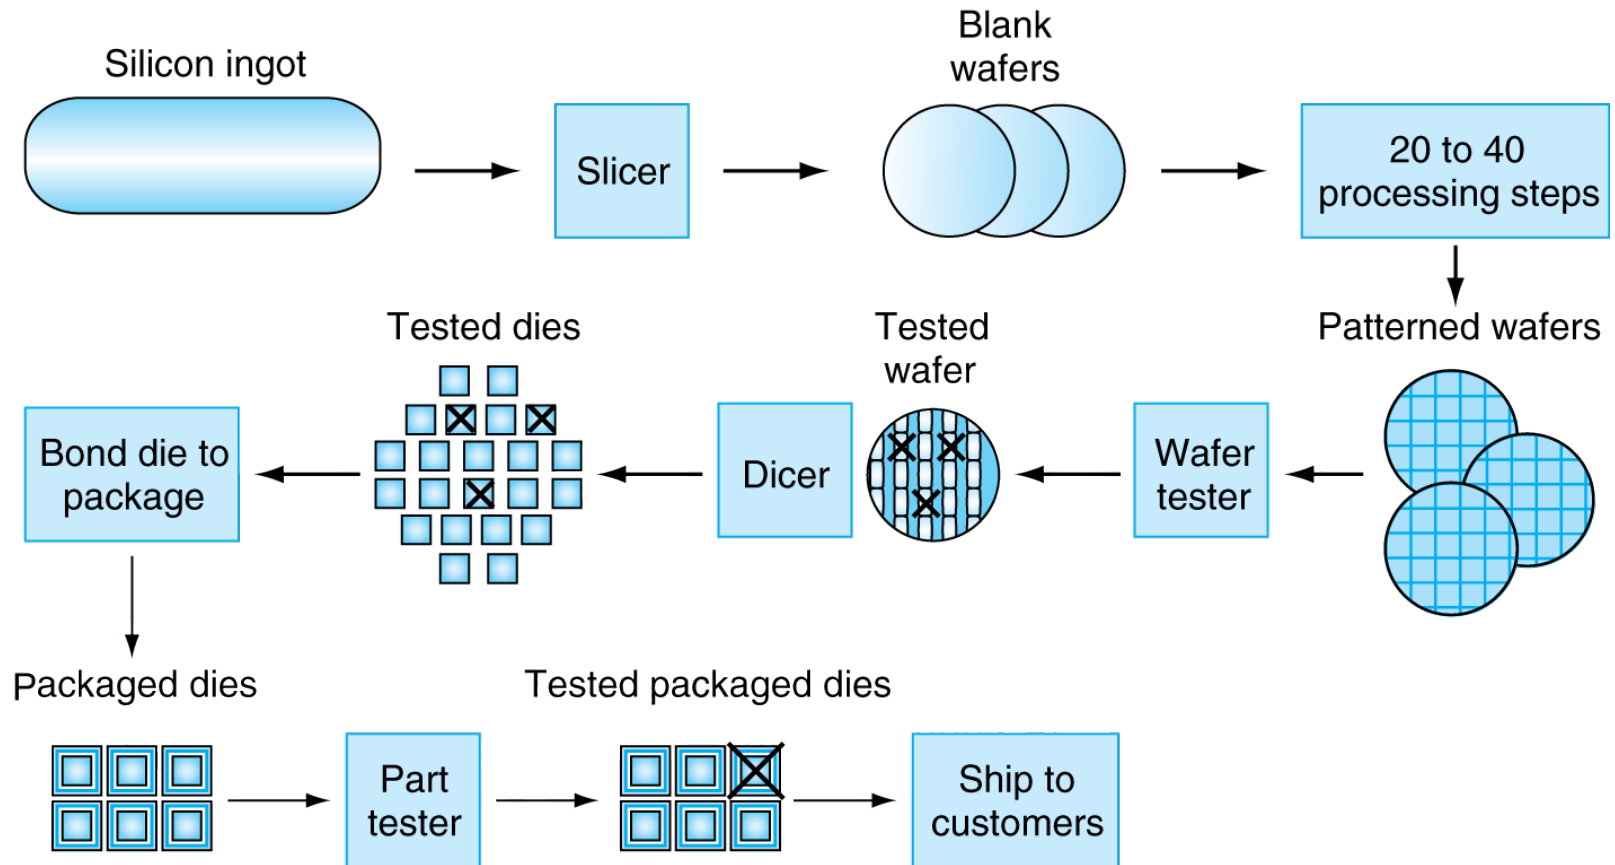 Silicon ingot
Slicer
Blank
wafers
20 to 40
processing steps
Tested dies
Tested
wafer
Patterned wafers
Bond die to
package
Dicer
Wafer
tester
Packaged dies
Tested packaged dies
Part
tester
Ship to
customers